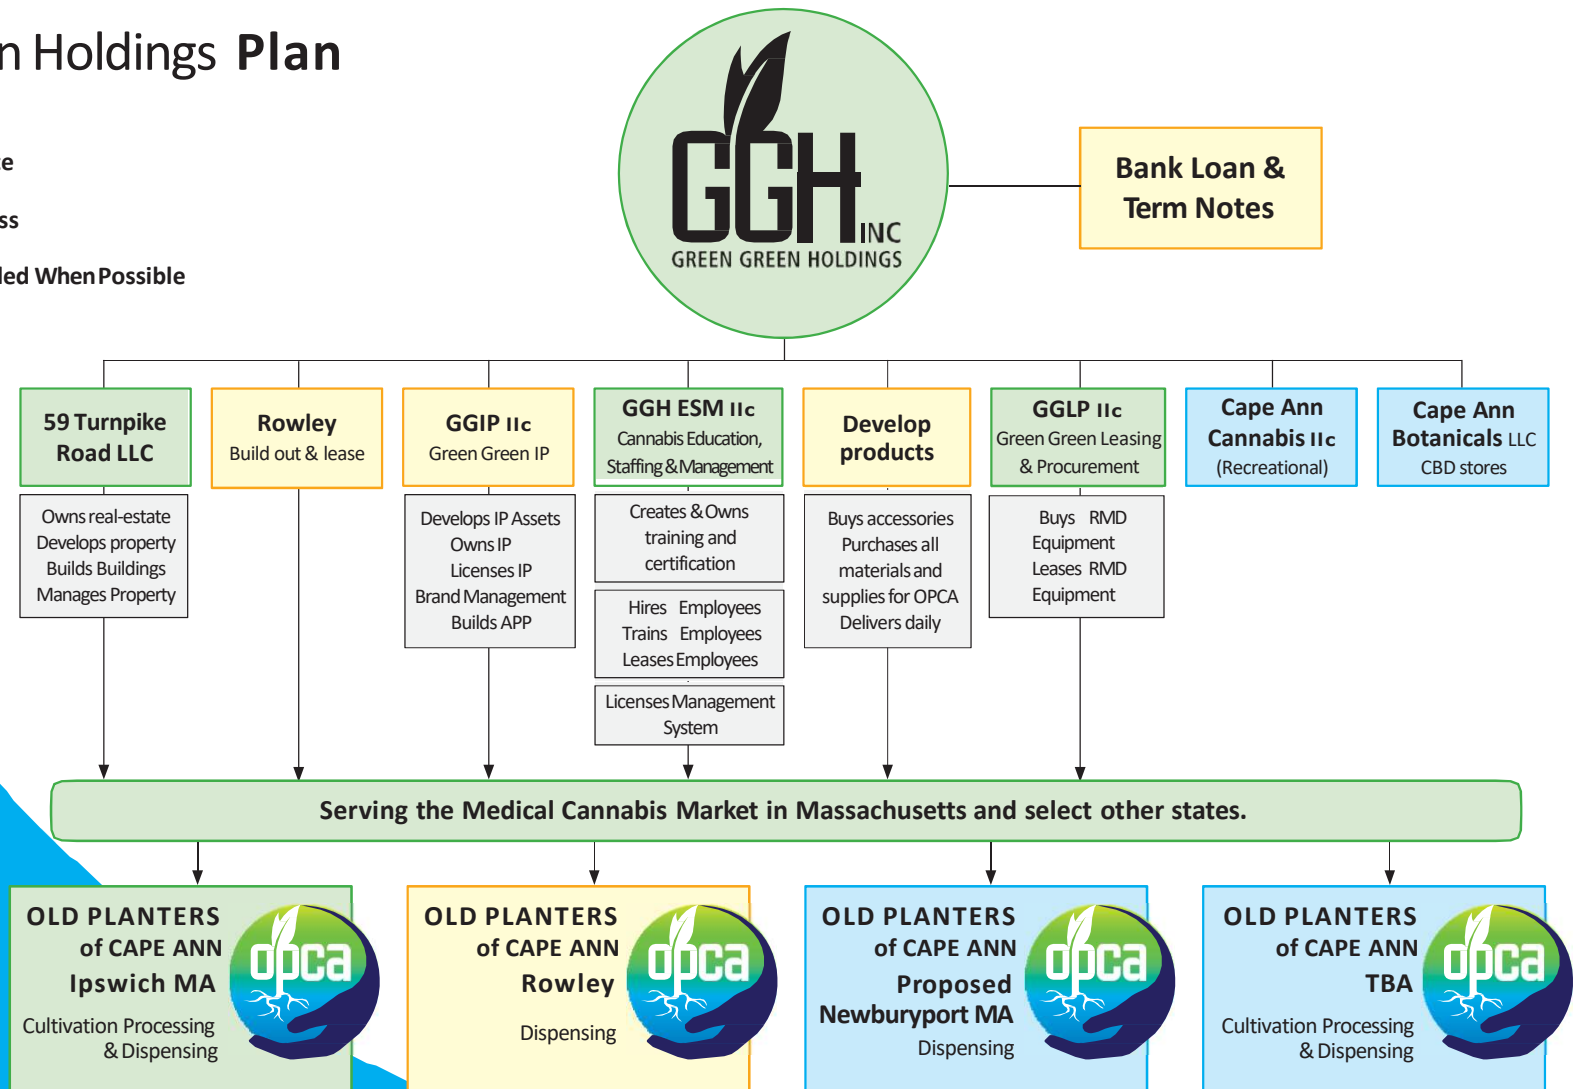 n Holdings Plan
ce
ss
led When Possible
GGH INC
GREEN GREEN HOLDINGS
Bank Loan &
Term Notes
59 Turnpike
Road LLC
Owns real-estate
Develops property
Builds Buildings
Manages Property
Rowley
Build out & lease
GGIP llc
Green Green IP
Develops IP Assets
Owns IP
Licenses IP
Brand Management
Builds APP
GGH ESM llc
Cannabis Education,
Staffing & Management
Creates & Owns
training and
certification
Hires Employees
Trains Employees
Leases Employees
Licenses Management
System
Develop
products
Buys accessories
Purchases all
materials and
supplies for OPCA
Delivers daily
GGLP llc
Green Green Leasing
& Procurement
Buys RMD
Equipment
Leases RMD
Equipment
Cape Ann
Cannabis llc
(Recreational)
Cape Ann
Botanicals LLC
CBD stores
Serving the Medical Cannabis Market in Massachusetts and select other states.
OLD PLANTERS
of CAPE ANN
Ipswich MA
Cultivation Processing
& Dispensing
opca
OLD PLANTERS
of CAPE ANN
Rowley
Dispensing
opca
OLD PLANTERS
of CAPE ANN
Proposed
Newburyport MA
Dispensing
opca
OLD PLANTERS
of CAPE ANN
TBA
Cultivation Processing
& Dispensing
opca